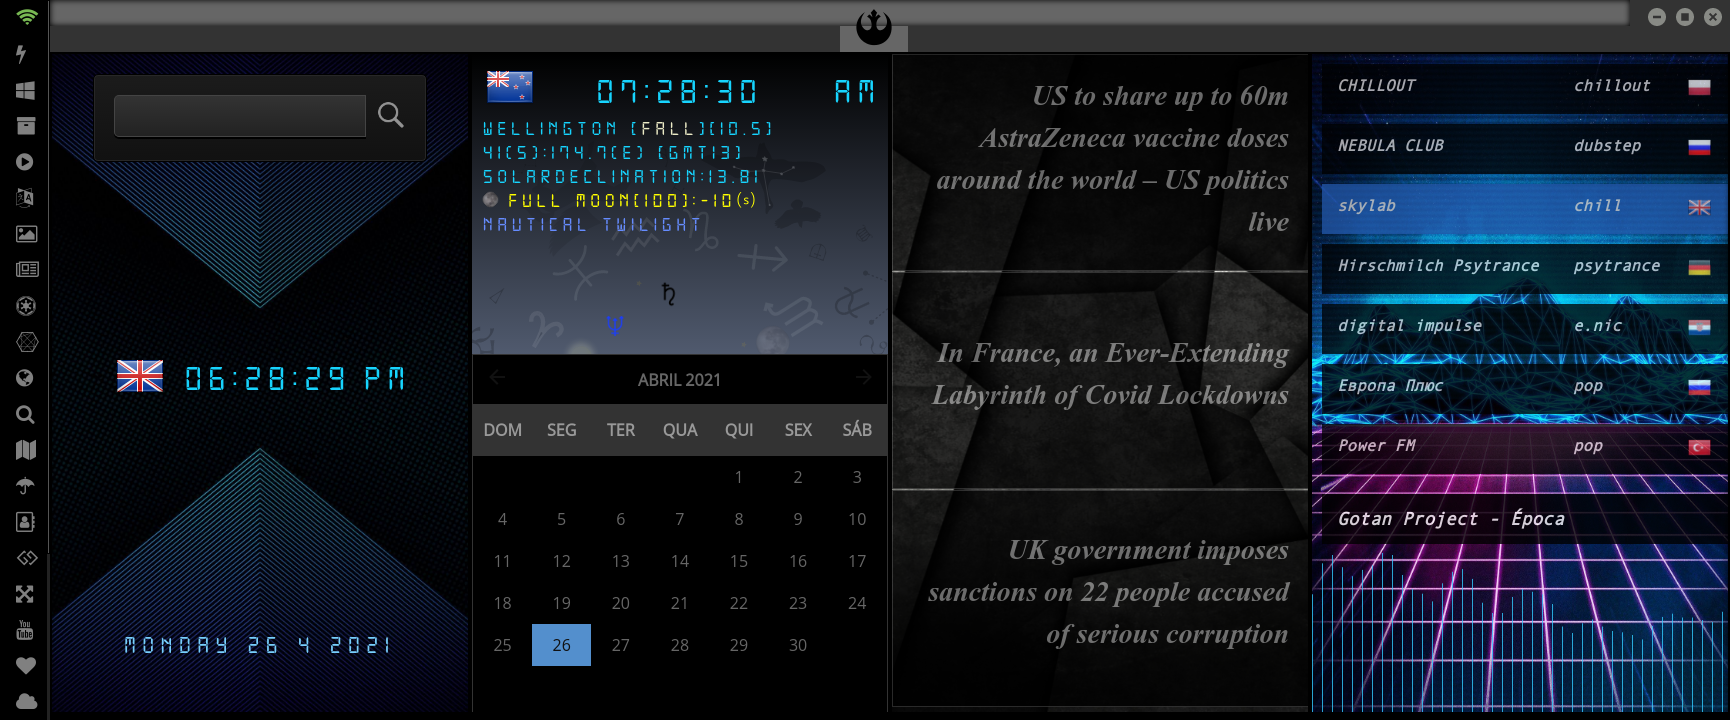 06:28:29 PM
MONDAY 26 4 2021
07:28:30 AM
WELLINGTON [FALL][10.5]
41(S):174.7(E) [GMT13]
SOLARDECLINATION:13.81
FULL MOON[100]:-10(s)
NAUTICAL TWILIGHT
ABRIL 2021
DOM SEG TER QUA QUI SEX SÁB
1 2 3
4 5 6 7 8 9 10
11 12 13 14 15 16 17
18 19 20 21 22 23 24
25 26 27 28 29 30
US to share up to 60m
AstraZeneca vaccine doses
around the world – US politics
live
In France, an Ever-Extending
Labyrinth of Covid Lockdowns
UK government imposes
sanctions on 22 people accused
of serious corruption
CHILLOUT chillout
NEBULA CLUB dubstep
skylab chill
Hirschmilch Psytrance psytrance
digital impulse e.nic
Европа Плюс pop
Power FM pop
Gotan Project - Época
You
Tube